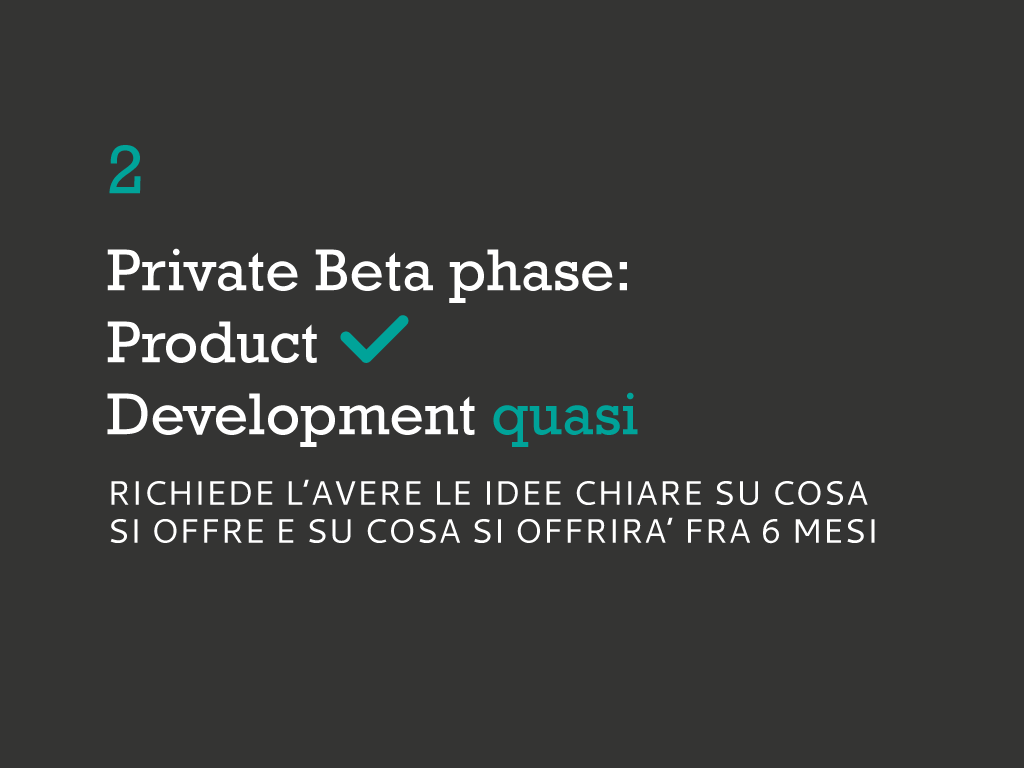 2
Private Beta phase:
Product
Development quasi
RICHIEDE L’AVERE LE IDEE CHIARE SU COSA
SI OFFRE E SU COSA SI OFFRIRA’ FRA 6 MESI